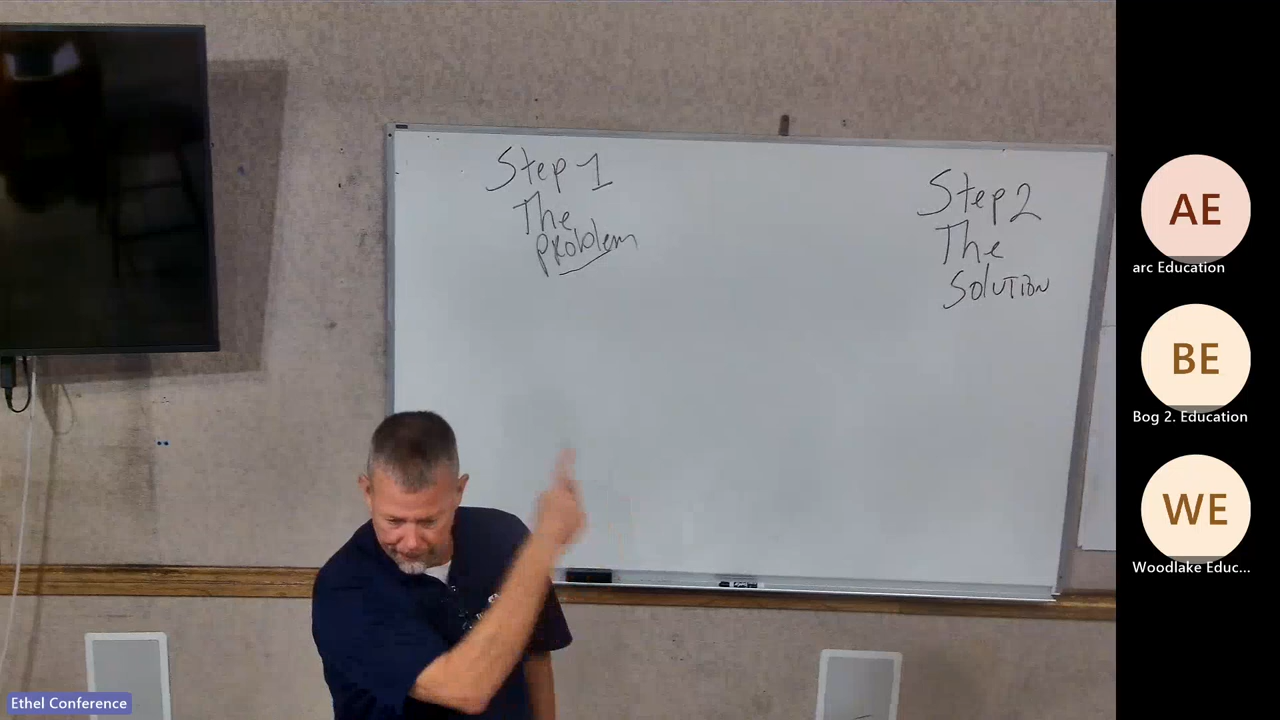 Step 1
The
problem
Step 2
The
Solution
AE
arc Education
BE
Bog 2. Education
WE
Woodlake Educ...
Ethel Conference